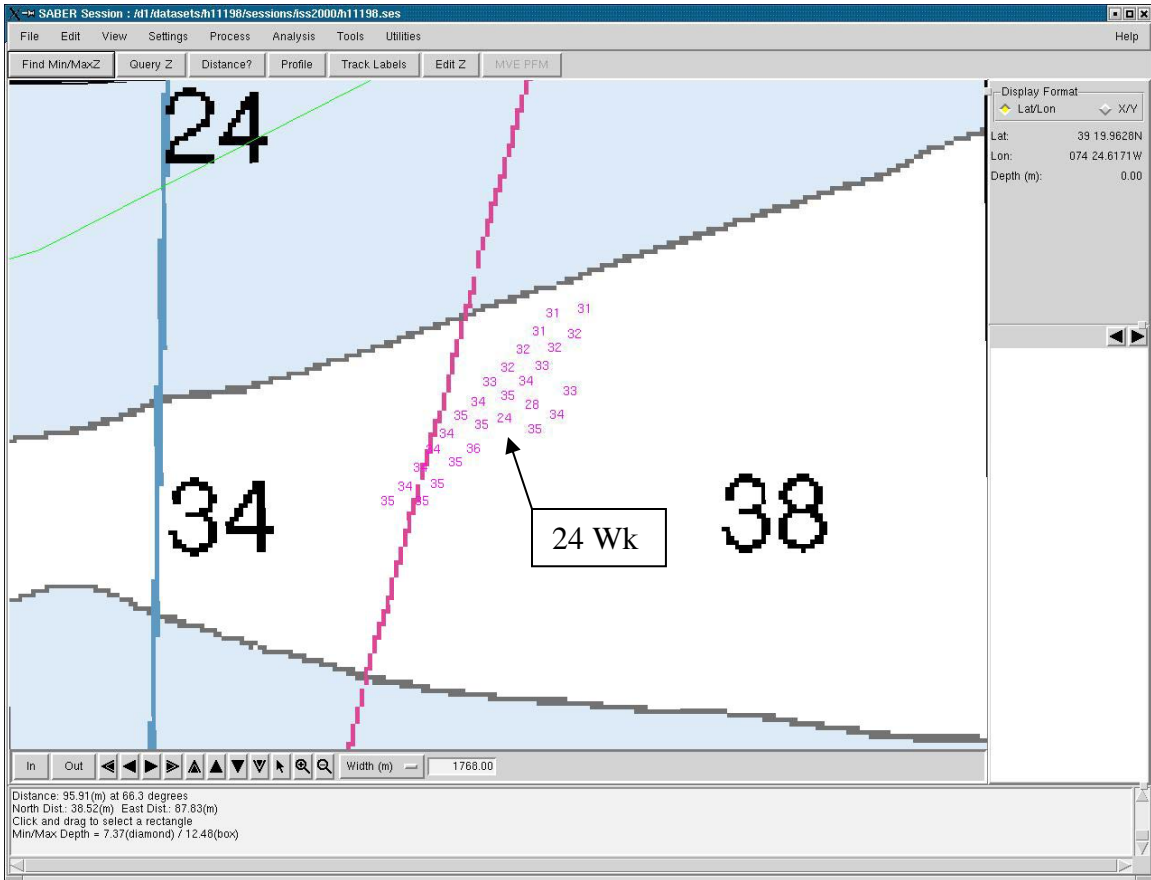 SABER Session : /d1/datasets/h11198/sessions/iss2000/h11198.ses
File Edit View Settings Process Analysis Tools Utilities Help
Find Min/MaxZ Query Z Distance? Profile Track Labels Edit Z MVE PFM
Display Format
Lat/Lon X/Y
Lat: 39 19.9628N
Lon: 074 24.6171W
Depth (m): 0.00
24
31 31
31 32
32 32
32 33
33 34 33
34 35 28 34
35 35 24 35
34
34 36
35
34 35
34
35 35
34
38
24 Wk
In Out Width (m) 1768.00
Distance: 95.91(m) at 66.3 degrees
North Dist.: 38.52(m) East Dist.: 87.83(m)
Click and drag to select a rectangle
Min/Max Depth = 7.37(diamond) / 12.48(box)